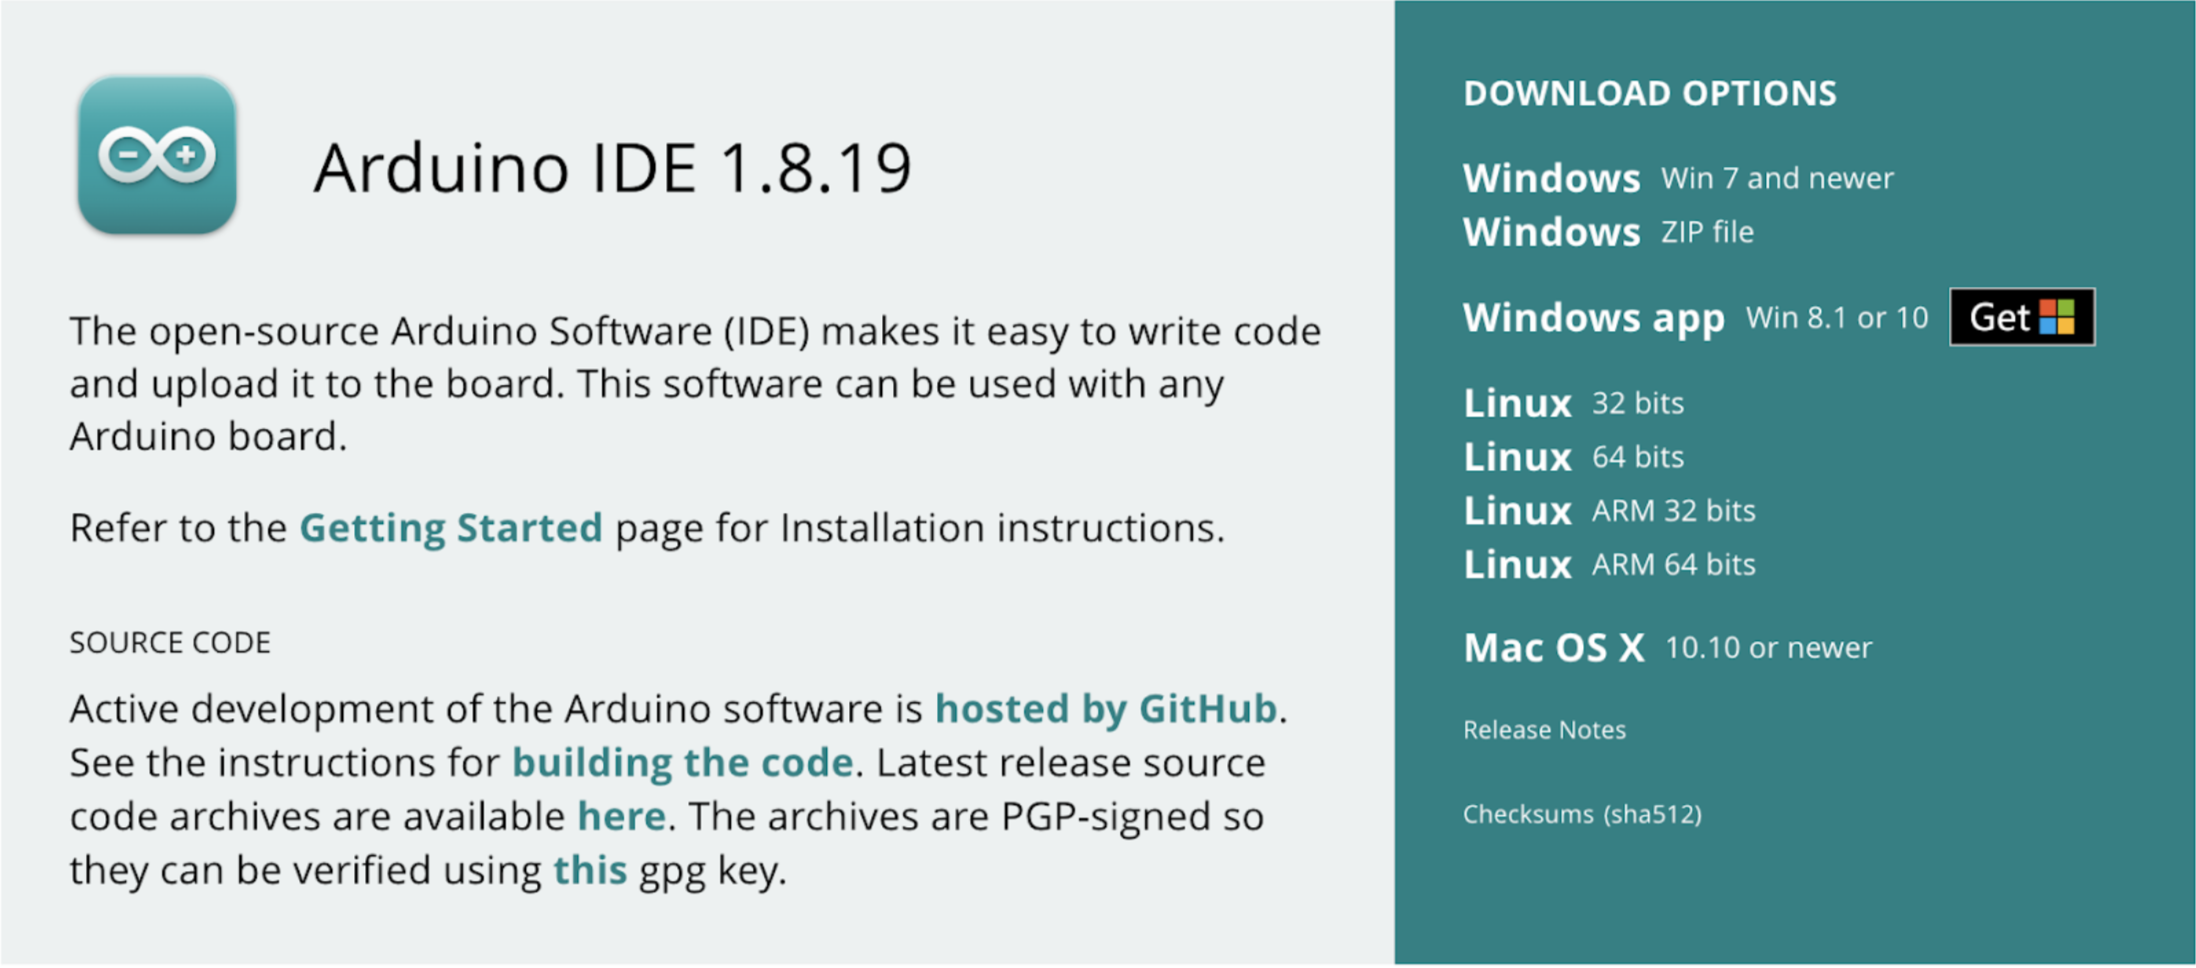 Arduino IDE 1.8.19
The open-source Arduino Software (IDE) makes it easy to write code
and upload it to the board. This software can be used with any
Arduino board.
Refer to the Getting Started page for Installation instructions.
SOURCE CODE
Active development of the Arduino software is hosted by GitHub.
See the instructions for building the code. Latest release source
code archives are available here. The archives are PGP-signed so
they can be verified using this gpg key.
DOWNLOAD OPTIONS
Windows Win 7 and newer
Windows ZIP file
Windows app Win 8.1 or 10 Get
Linux 32 bits
Linux 64 bits
Linux ARM 32 bits
Linux ARM 64 bits
Mac OS X 10.10 or newer
Release Notes
Checksums (sha512)